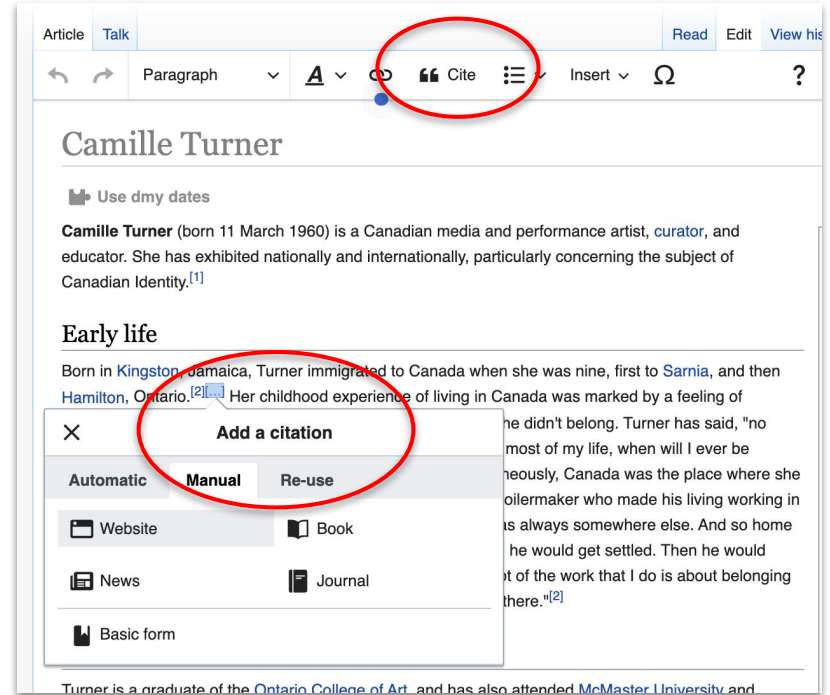 Article Talk Read Edit View his
Paragraph A Cite Insert Ω ?
Camille Turner
Use dmy dates
Camille Turner (born 11 March 1960) is a Canadian media and performance artist, curator, and
educator. She has exhibited nationally and internationally, particularly concerning the subject of
Canadian Identity.[1]
Early life
Born in Kingston, Jamaica, Turner immigrated to Canada when she was nine, first to Sarnia, and then
Hamilton, Ontario.[2][...] Her childhood experience of living in Canada was marked by a feeling of
he didn't belong. Turner has said, "no
most of my life, when will I ever be
neously, Canada was the place where she
oilermaker who made his living working in
as always somewhere else. And so home
he would get settled. Then he would
ot of the work that I do is about belonging
there."[2]
Add a citation
Automatic Manual Re-use
Website Book
News Journal
Basic form
Turner is a graduate of the Ontario College of Art, and has also attended McMaster University and